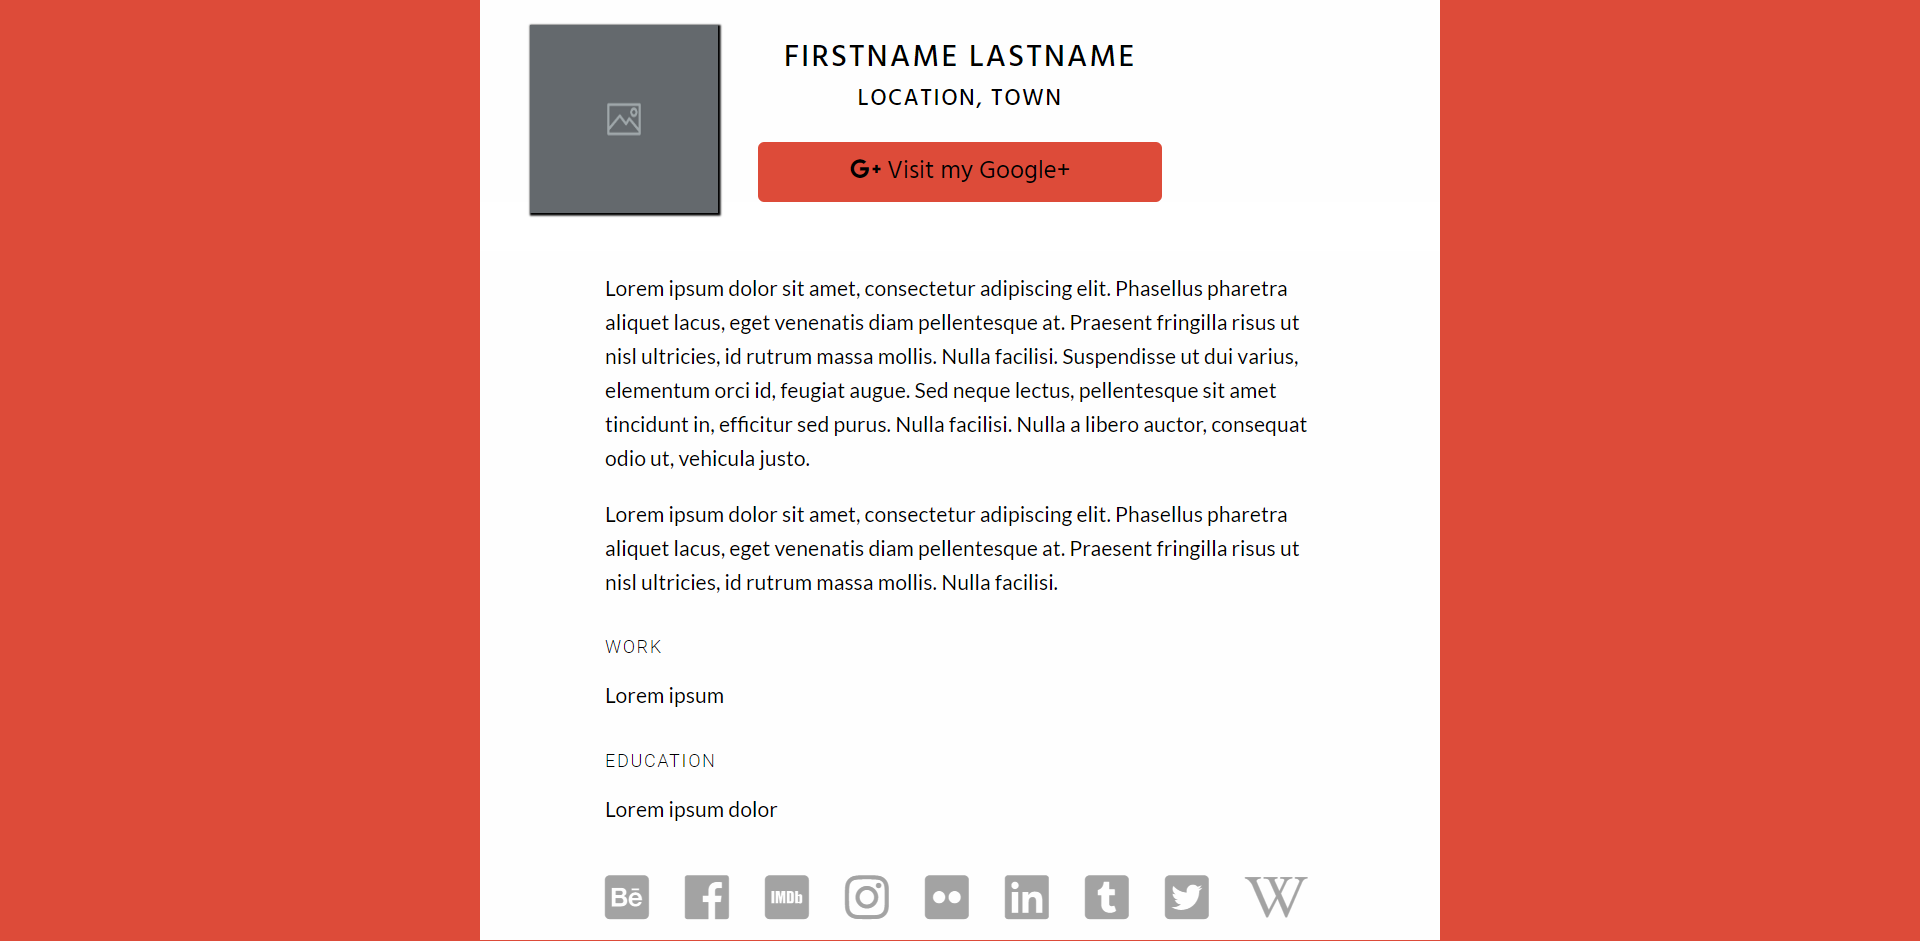 FIRSTNAME LASTNAME
LOCATION, TOWN
G+ Visit my Google+
Lorem ipsum dolor sit amet, consectetur adipiscing elit. Phasellus pharetra
aliquet lacus, eget venenatis diam pellentesque at. Praesent fringilla risus ut
nisl ultricies, id rutrum massa mollis. Nulla facilisi. Suspendisse ut dui varius,
elementum orci id, feugiat augue. Sed neque lectus, pellentesque sit amet
tincidunt in, efficitur sed purus. Nulla facilisi. Nulla a libero auctor, consequat
odio ut, vehicula justo.
Lorem ipsum dolor sit amet, consectetur adipiscing elit. Phasellus pharetra
aliquet lacus, eget venenatis diam pellentesque at. Praesent fringilla risus ut
nisl ultricies, id rutrum massa mollis. Nulla facilisi.
WORK
Lorem ipsum
EDUCATION
Lorem ipsum dolor
Bē f IMDb in t W